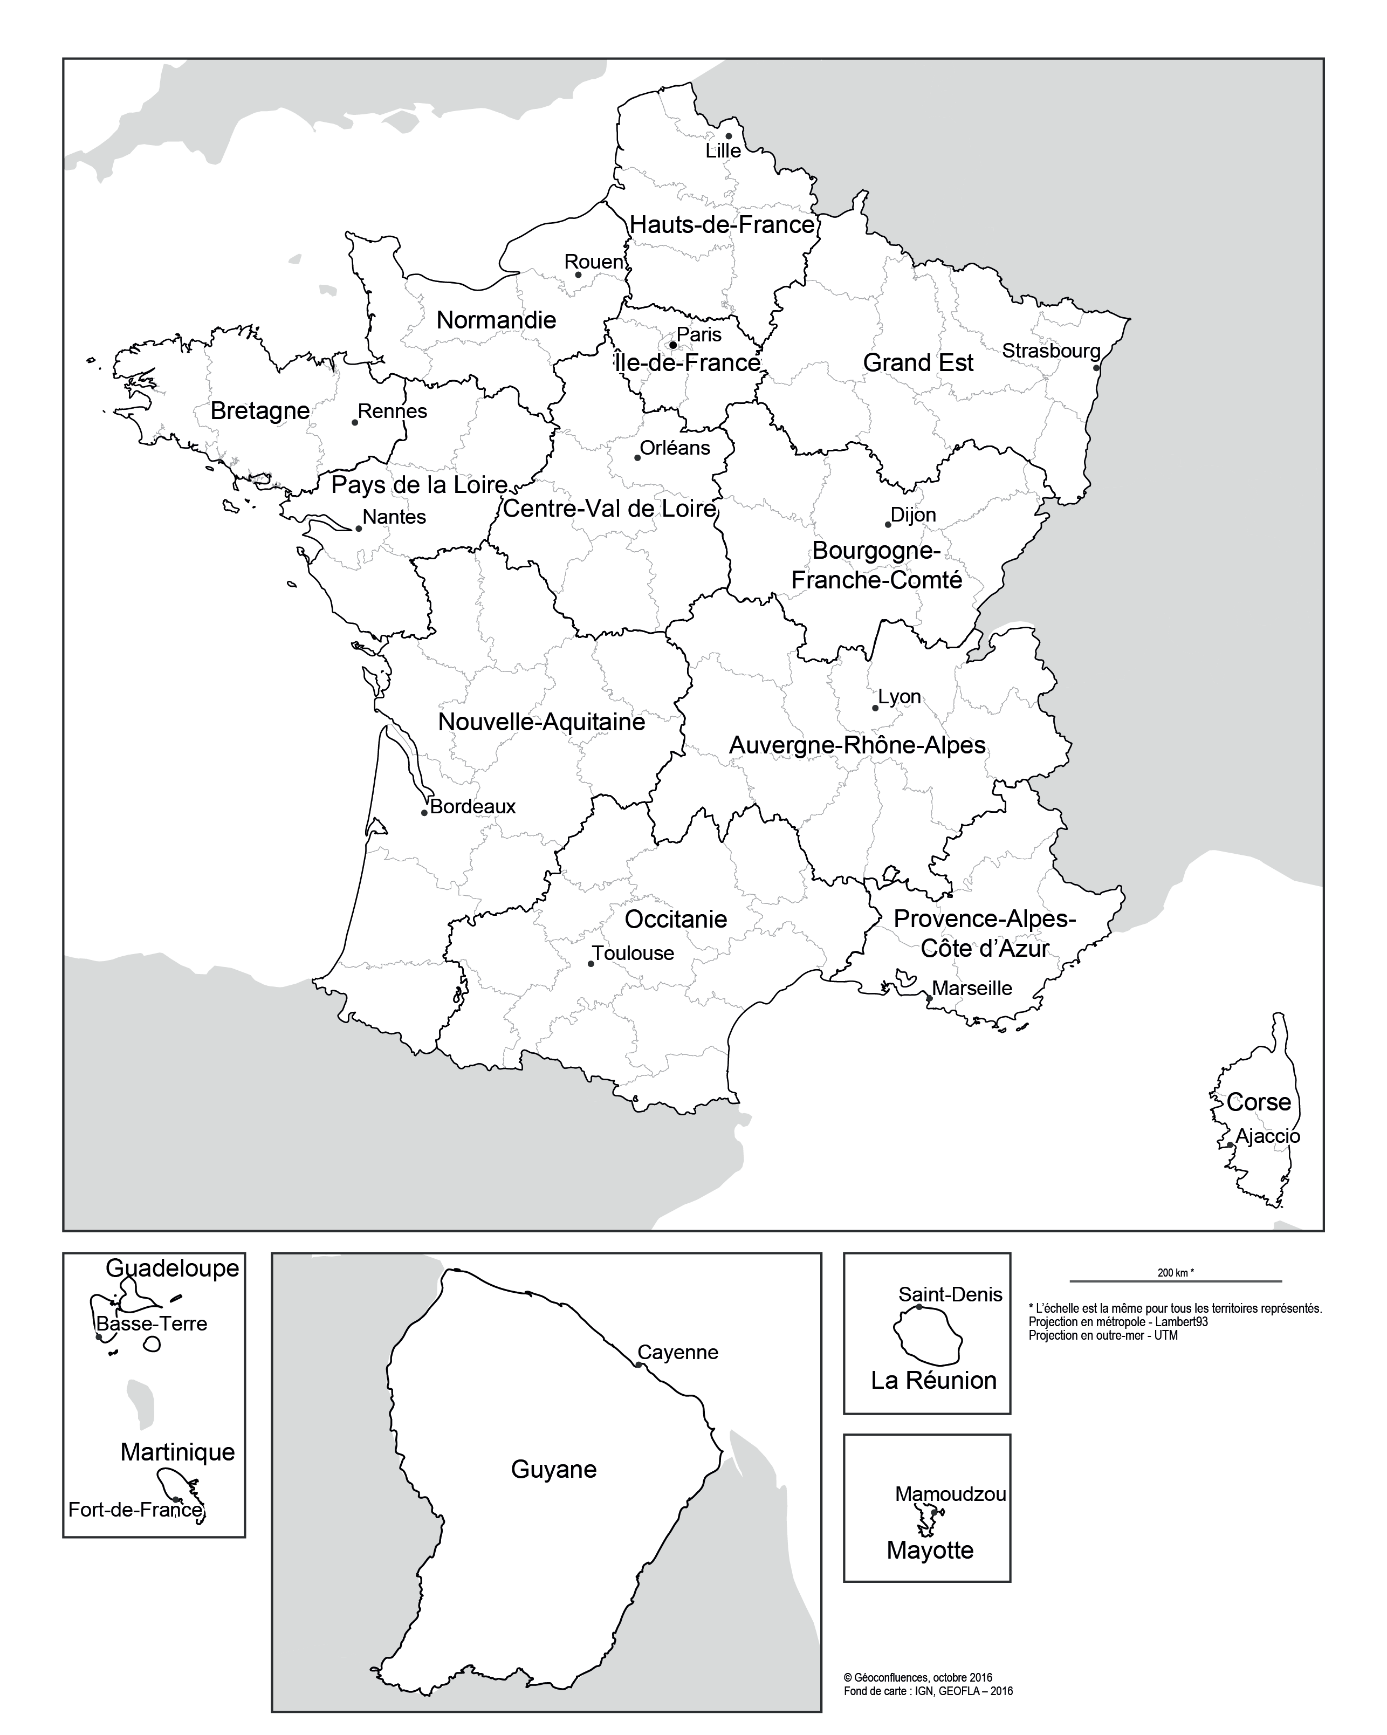 Lille
Hauts-de-France
Rouen
Normandie
Paris
Île-de-France
Grand Est
Strasbourg
Bretagne
Rennes
Orléans
Pays de la Loire
Centre-Val de Loire
Nantes
Dijon
Bourgogne-
Franche-Comté
Lyon
Nouvelle-Aquitaine
Auvergne-Rhône-Alpes
Bordeaux
Occitanie
Toulouse
Provence-Alpes-
Côte d'Azur
Marseille
Corse
Ajaccio
Guadeloupe
Basse-Terre
Martinique
Fort-de-France
Cayenne
Guyane
Saint-Denis
La Réunion
Mamoudzou
Mayotte
200 km *
* L'échelle est la même pour tous les territoires représentés.
Projection en métropole - Lambert93
Projection en outre-mer - UTM
© Géoconfluences, octobre 2016
Fond de carte : IGN, GEOFLA – 2016